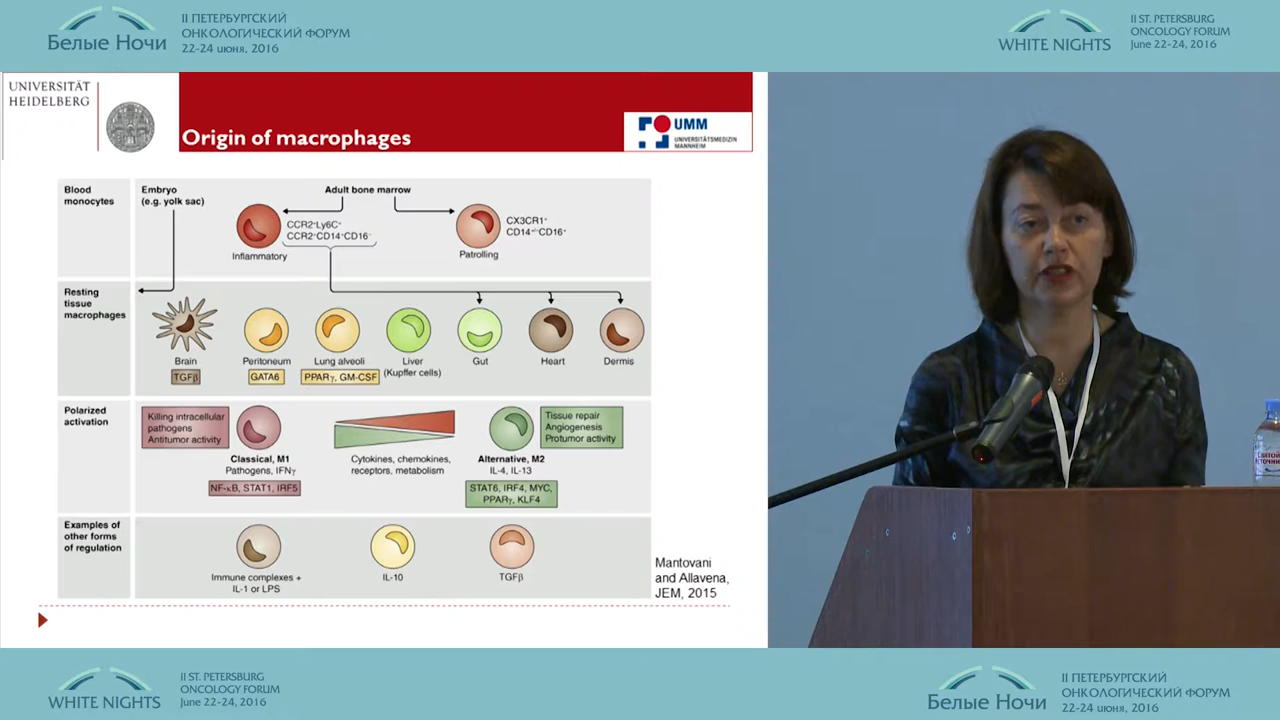 Белые Ночи
II ПЕТЕРБУРГСКИЙ
ОНКОЛОГИЧЕСКИЙ ФОРУМ
22-24 июня, 2016
WHITE NIGHTS
II ST. PETERSBURG
ONCOLOGY FORUM
June 22-24, 2016
UNIVERSITÄT
HEIDELBERG
Origin of macrophages
UMM
UNIVERSITÄTSMEDIZIN
MANNHEIM
Blood
monocytes
Embryo
(e.g. yolk sac)
Adult bone marrow
CCR2⁺Ly6C⁺
CCR2⁺CD14⁺CD16⁻
Inflammatory
CX3CR1⁺
CD14⁺/⁻CD16⁺
Patrolling
Resting
tissue
macrophages
Brain
TGFβ
Peritoneum
GATA6
Lung alveoli
PPARγ, GM-CSF
Liver
(Kupffer cells)
Gut
Heart
Dermis
Polarized
activation
Killing intracellular
pathogens
Antitumor activity
Classical, M1
Pathogens, IFNγ
NF-κB, STAT1, IRF5
Cytokines, chemokines,
receptors, metabolism
Tissue repair
Angiogenesis
Protumor activity
Alternative, M2
IL-4, IL-13
STAT6, IRF4, MYC,
PPARγ, KLF4
Examples of
other forms
of regulation
Immune complexes +
IL-1 or LPS
IL-10
TGFβ
Mantovani
and Allavena,
JEM, 2015
WHITE NIGHTS
II ST. PETERSBURG
ONCOLOGY FORUM
June 22-24, 2016
Белые Ночи
II ПЕТЕРБУРГСКИЙ
ОНКОЛОГИЧЕСКИЙ ФОРУМ
22-24 июня, 2016